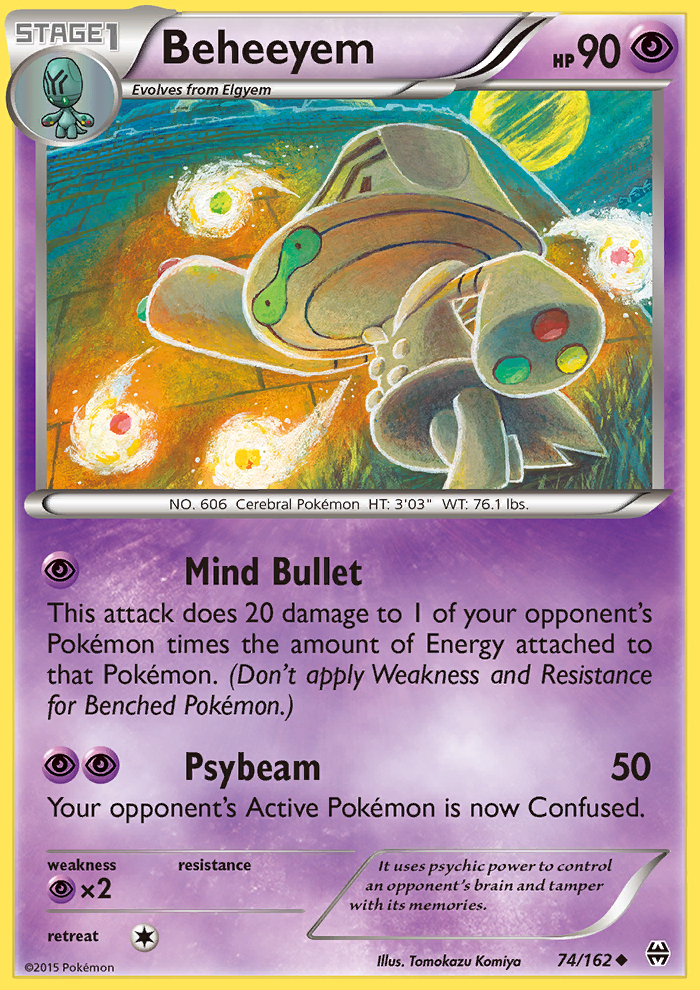 STAGE1
Beheeyem
HP90
Evolves from Elgyem
NO. 606 Cerebral Pokémon HT: 3'03" WT: 76.1 lbs.
Mind Bullet
This attack does 20 damage to 1 of your opponent's
Pokémon times the amount of Energy attached to
that Pokémon. (Don't apply Weakness and Resistance
for Benched Pokémon.)
Psybeam 50
Your opponent's Active Pokémon is now Confused.
weakness resistance
×2
It uses psychic power to control
an opponent's brain and tamper
with its memories.
retreat
©2015 Pokémon
Illus. Tomokazu Komiya 74/162